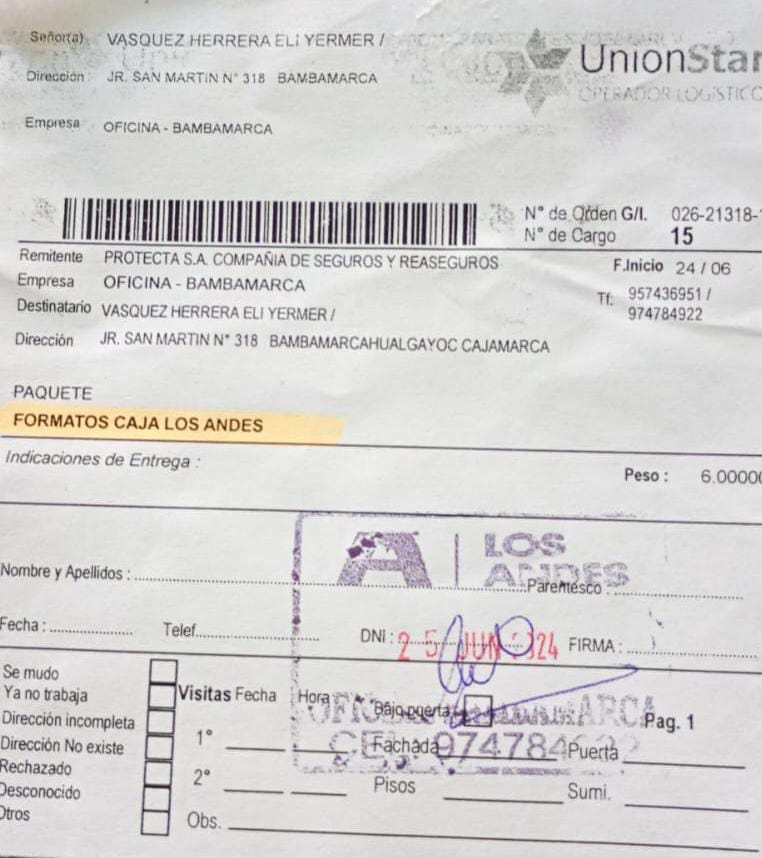 Señor(a) VASQUEZ HERRERA ELI YERMER /
UnionStar
OPERADOR LOGÍSTICO
Dirección JR. SAN MARTIN N° 318 BAMBAMARCA
Empresa OFICINA - BAMBAMARCA
N° de Orden G/I. 026-21318-
N° de Cargo 15
Remitente PROTECTA S.A. COMPAÑIA DE SEGUROS Y REASEGUROS
F.Inicio 24 / 06
Empresa OFICINA - BAMBAMARCA
Tf: 957436951 /
974784922
Destinatario VASQUEZ HERRERA ELI YERMER /
Dirección JR. SAN MARTIN N° 318 BAMBAMARCAHUALGAYOC CAJAMARCA
PAQUETE
FORMATOS CAJA LOS ANDES
Indicaciones de Entrega :
Peso : 6.0000
A | LOS
ANDES
Nombre y Apellidos : Parentesco :
Fecha : Telef. DNI : 25 JUN 2024 FIRMA :
Se mudo
Ya no trabaja Visitas Fecha Hora Bajo puerta
OFICINA BAMBAMARCA Pag. 1
Dirección incompleta 1° Fachada Puerta
CEL. 974784922
Dirección No existe
Rechazado 2° Pisos Sumi.
Desconocido
Otros Obs.